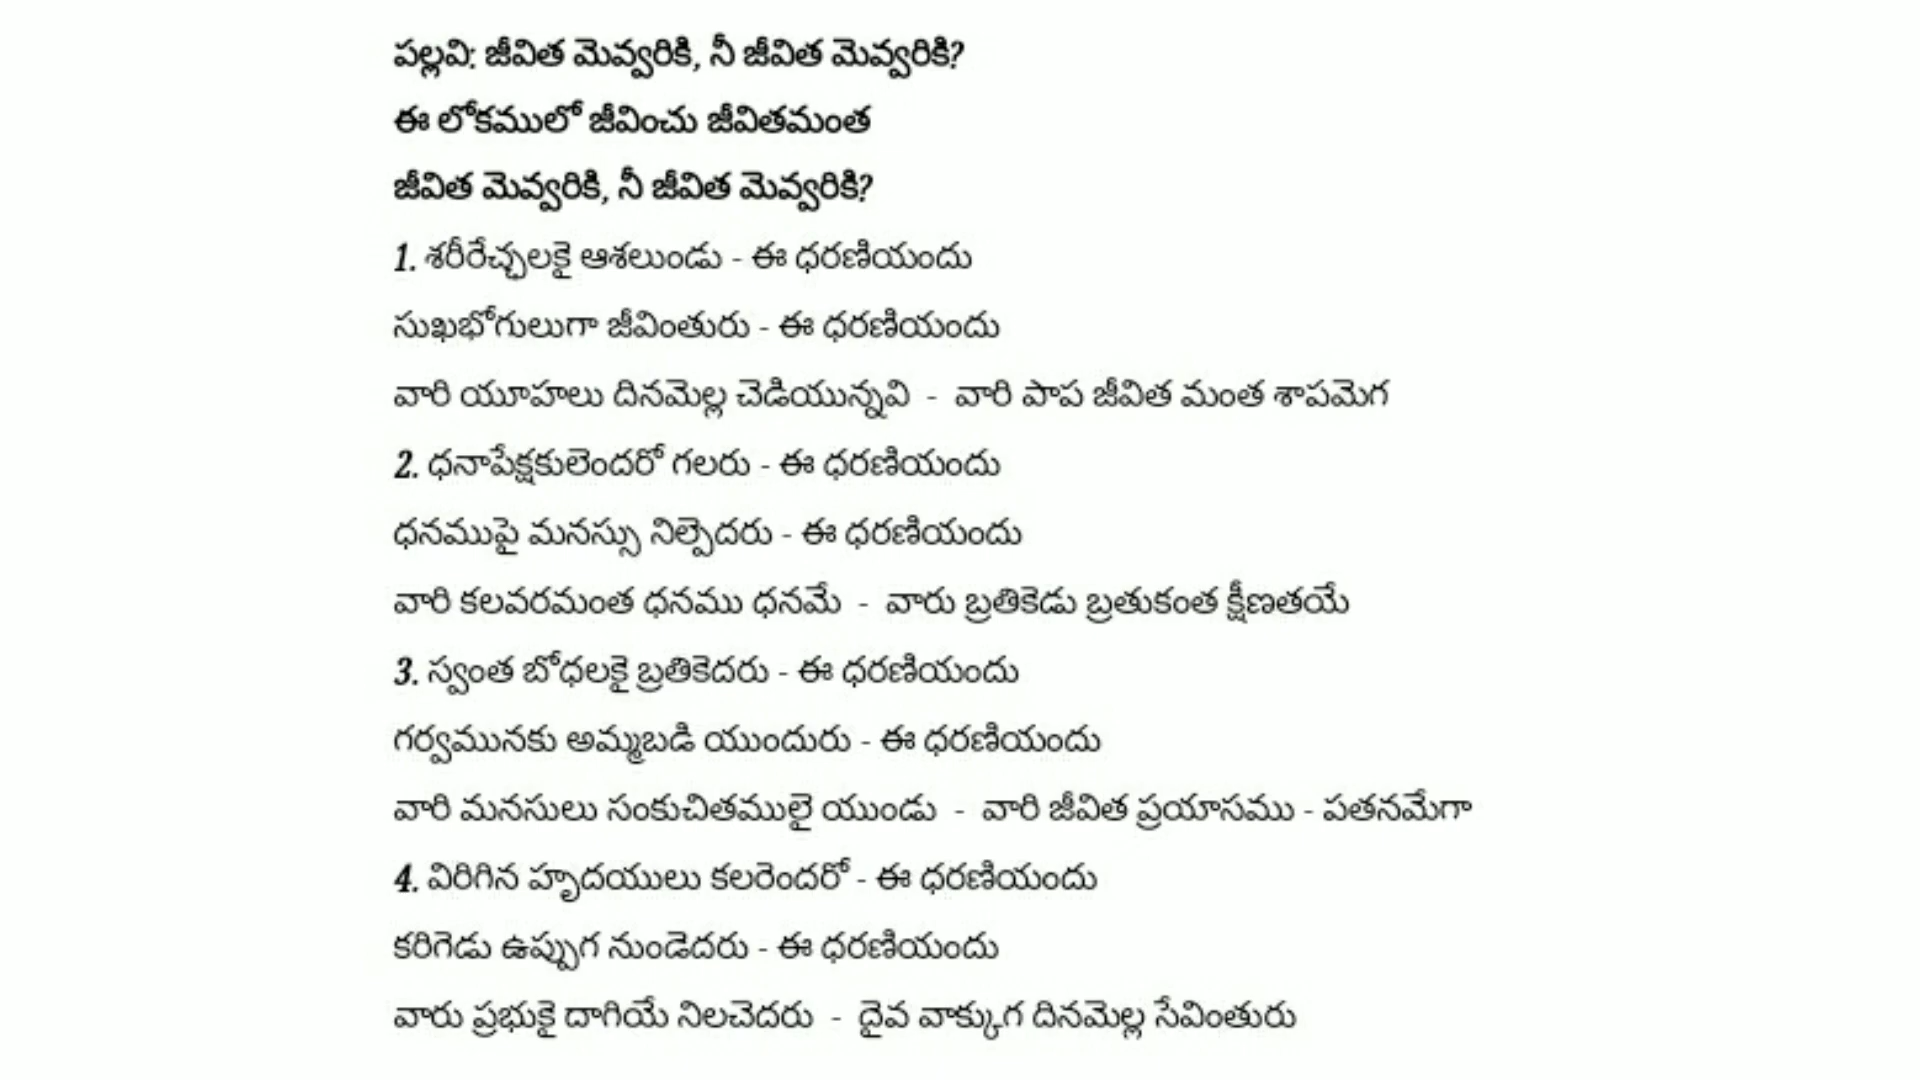 పల్లవి: జీవిత మెవ్వరికి, నీ జీవిత మెవ్వరికి?
ఈ లోకములో జీవించు జీవితమంత
జీవిత మెవ్వరికి, నీ జీవిత మెవ్వరికి?
1. శరీరేచ్ఛలకై ఆశలుండు - ఈ ధరణియందు
సుఖభోగులుగా జీవింతురు - ఈ ధరణియందు
వారి యూహలు దినమెల్ల చెడియున్నవి - వారి పాప జీవిత మంత శాపమెగ
2. ధనాపేక్షకులెందరో గలరు - ఈ ధరణియందు
ధనముపై మనస్సు నిల్పెదరు - ఈ ధరణియందు
వారి కలవరమంత ధనము ధనమే - వారు బ్రతికెడు బ్రతుకంత క్షీణతయే
3. స్వంత బోధలకై బ్రతికెదరు - ఈ ధరణియందు
గర్వమునకు అమ్మబడి యుందురు - ఈ ధరణియందు
వారి మనసులు సంకుచితములై యుండు - వారి జీవిత ప్రయాసము - పతనమేగా
4. విరిగిన హృదయులు కలరెందరో - ఈ ధరణియందు
కరిగెడు ఉప్పుగ నుండెదరు - ఈ ధరణియందు
వారు ప్రభుకై దాగియే నిలచెదరు - దైవ వాక్కుగ దినమెల్ల సేవింతురు